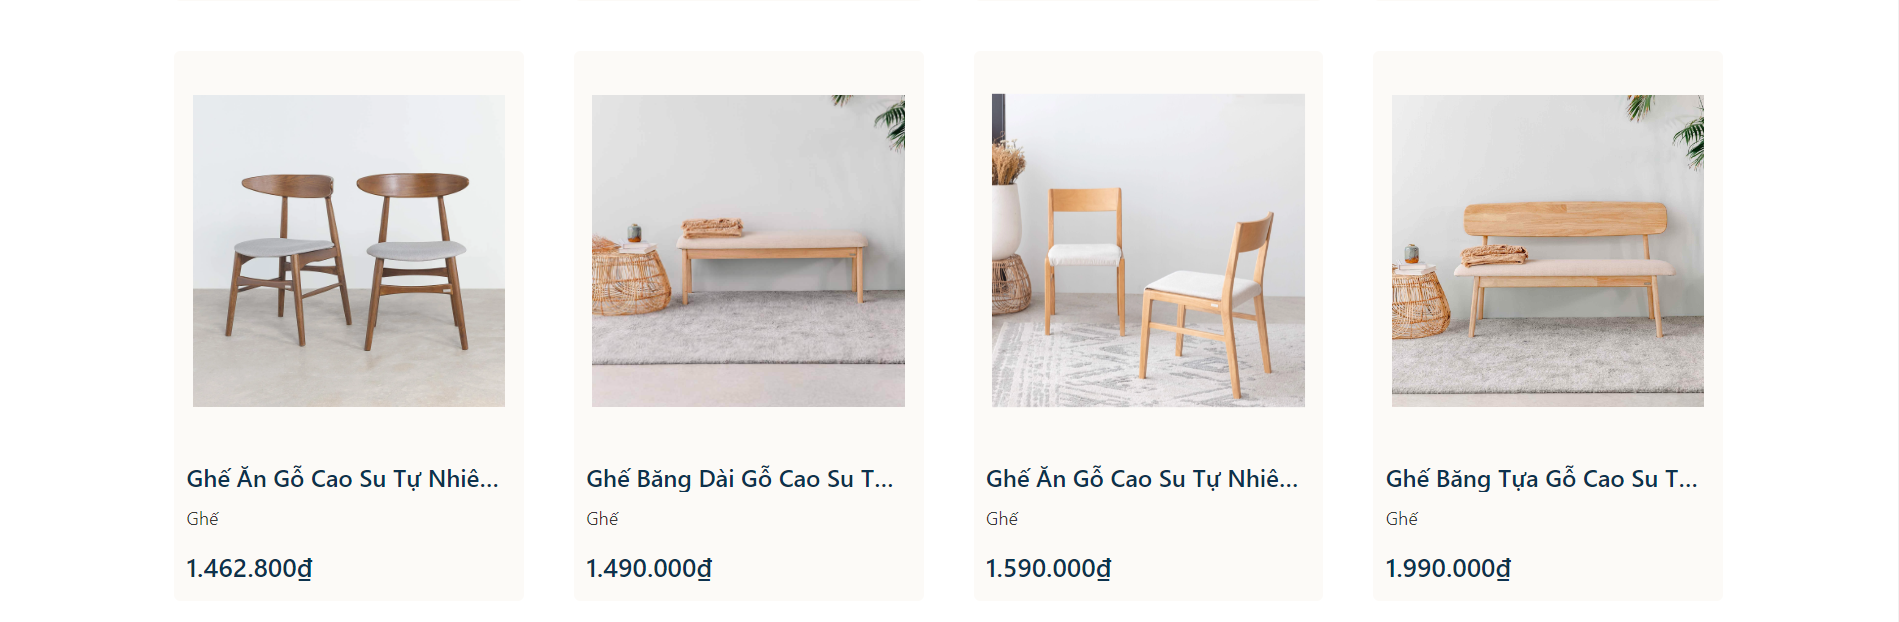 Ghế Ăn Gỗ Cao Su Tự Nhiê...
Ghế
1.462.800₫
Ghế Băng Dài Gỗ Cao Su T...
Ghế
1.490.000₫
Ghế Ăn Gỗ Cao Su Tự Nhiê...
Ghế
1.590.000₫
Ghế Băng Tựa Gỗ Cao Su T...
Ghế
1.990.000₫